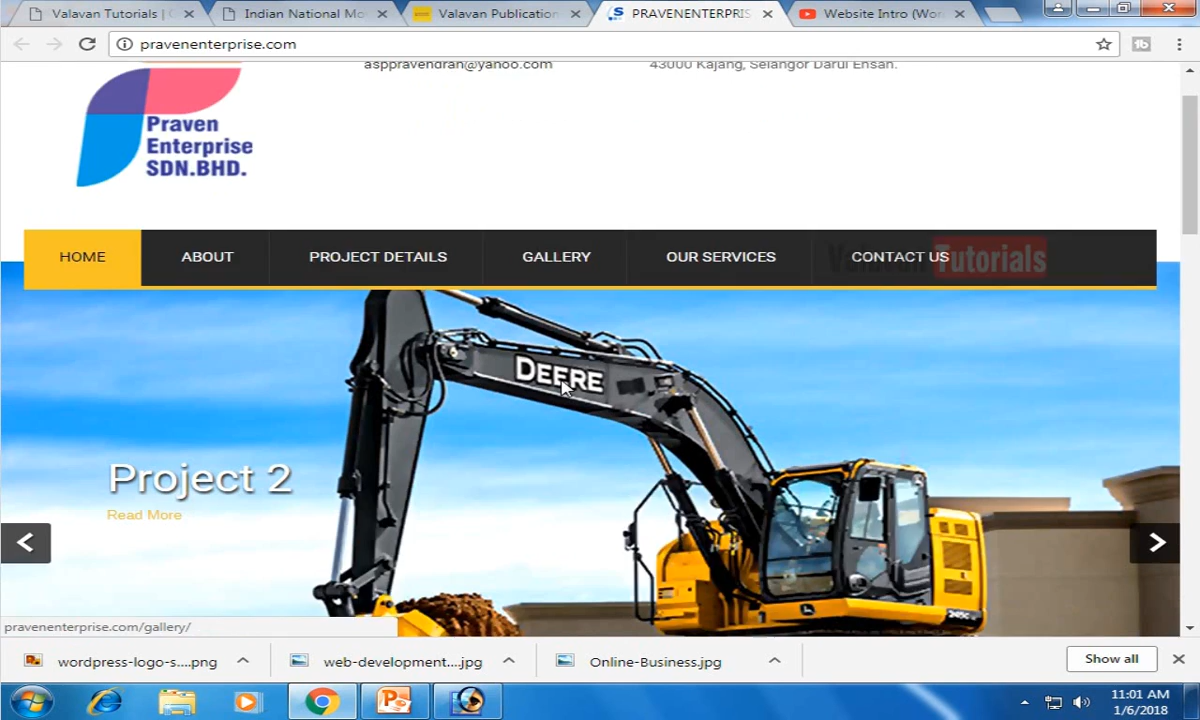 Valavan Tutorials | (
Indian National Mo
Valavan Publication
PRAVENENTERPRIS
Website Intro (Wor
pravenenterprise.com
asppravendran@yahoo.com
43000 Kajang, Selangor Darul Ehsan.
Praven
Enterprise
SDN.BHD.
HOME
ABOUT
PROJECT DETAILS
GALLERY
OUR SERVICES
CONTACT US
Valavan Tutorials
DEERE
Project 2
Read More
pravenenterprise.com/gallery/
wordpress-logo-s....png
web-development....jpg
Online-Business.jpg
Show all
11:01 AM
1/6/2018